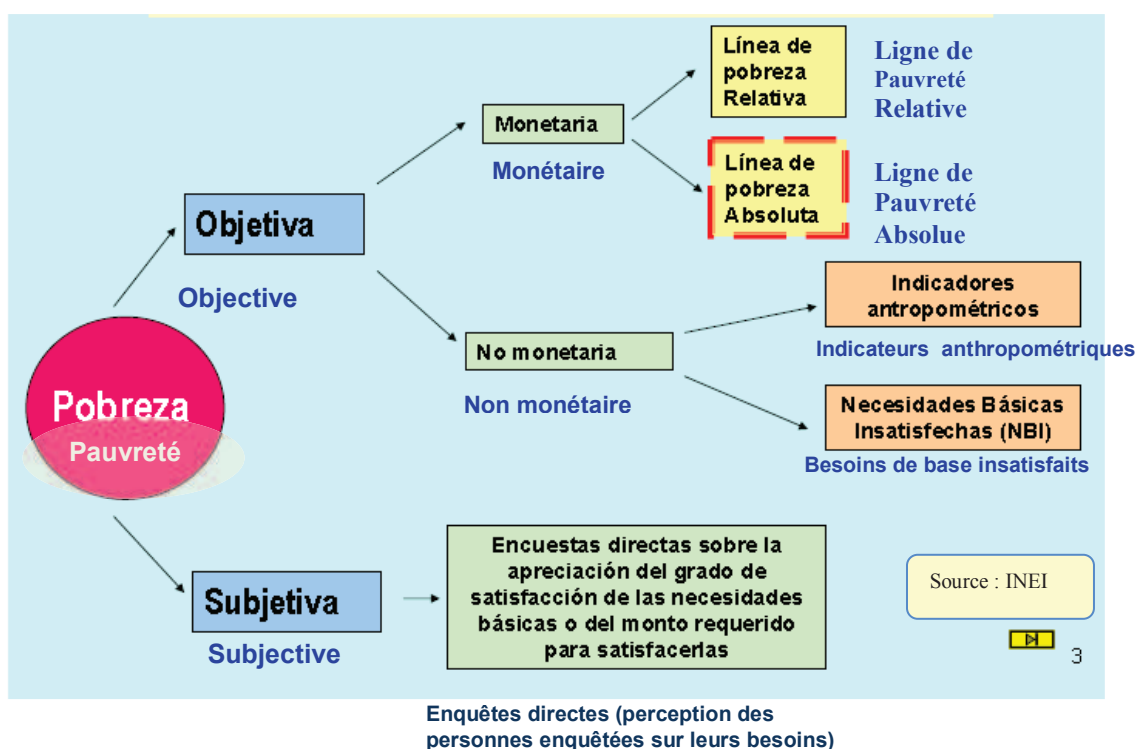 Línea de
pobreza
Relativa
Ligne de
Pauvreté
Relative
Monetaria
Monétaire
Línea de
pobreza
Absoluta
Ligne de
Pauvreté
Absolue
Objetiva
Objective
Indicadores
antropométricos
Indicateurs anthropométriques
No monetaria
Non monétaire
Necesidades Básicas
Insatisfechas (NBI)
Besoins de base insatisfaits
Pobreza
Pauvreté
Subjetiva
Subjective
Encuestas directas sobre la
apreciación del grado de
satisfacción de las necesidades
básicas o del monto requerido
para satisfacerlas
Source : INEI
3
Enquêtes directes (perception des
personnes enquêtées sur leurs besoins)